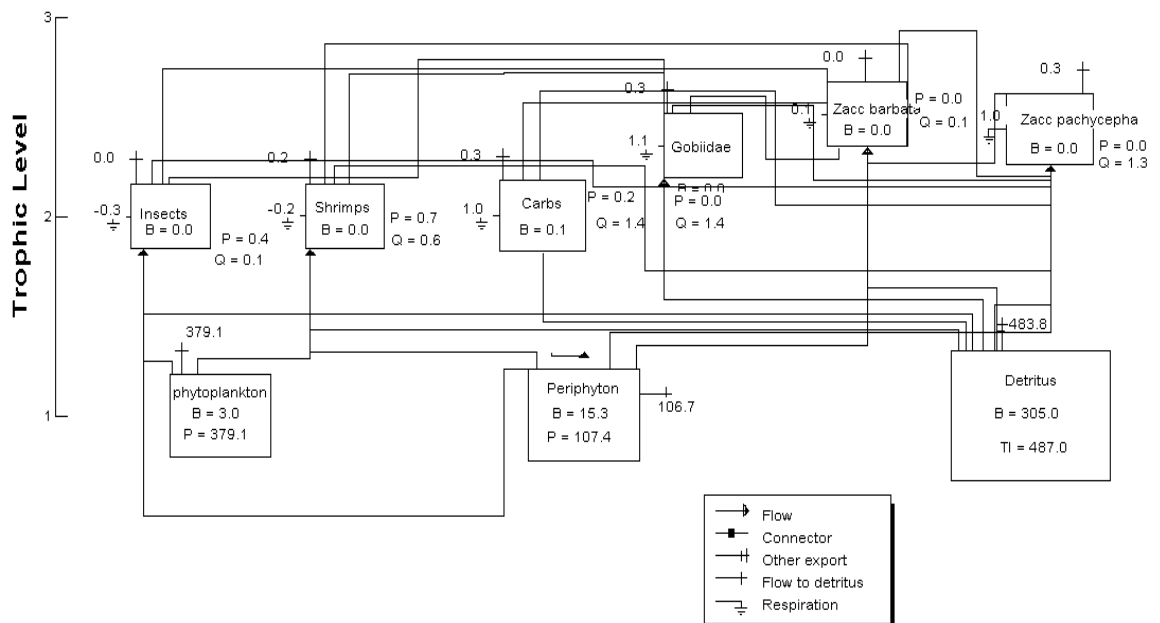 3
2
1
Trophic Level
0.0
-0.3
Insects
B = 0.0
P = 0.4
Q = 0.1
0.2
-0.2
Shrimps
B = 0.0
P = 0.7
Q = 0.6
0.3
1.0
Carbs
B = 0.1
P = 0.2
Q = 1.4
0.3
1.1
Gobiidae
B = 0.0
P = 0.0
Q = 1.4
0.0
0.1
Zacc barbata
B = 0.0
P = 0.0
Q = 0.1
0.3
1.0
Zacc pachycepha
B = 0.0
P = 0.0
Q = 1.3
379.1
phytoplankton
B = 3.0
P = 379.1
Periphyton
B = 15.3
P = 107.4
106.7
483.8
Detritus
B = 305.0
TI = 487.0
Flow
Connector
Other export
Flow to detritus
Respiration